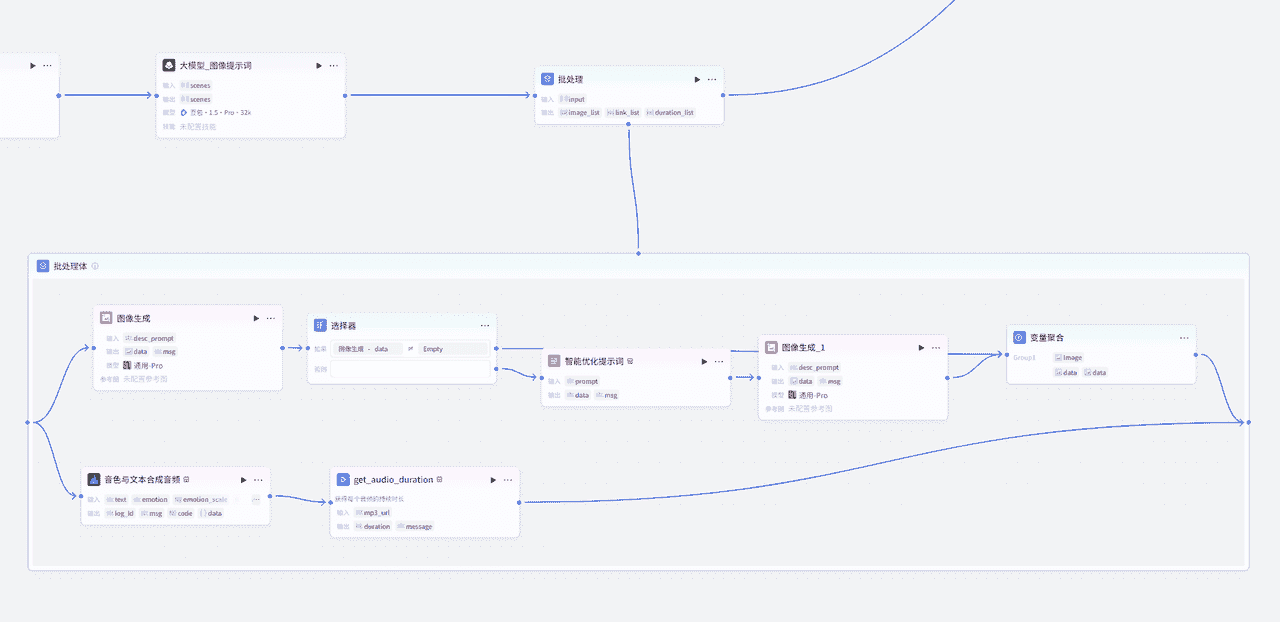 大模型_图像提示词
输入 scenes
输出 scenes
模型 豆包·1.5·Pro·32k
技能 未配置技能
批处理
输入 input
输出 image_list link_list duration_list
批处理体
图像生成
输入 desc_prompt
输出 data msg
模型 通用-Pro
参考图 未配置参考图
选择器
如果 图像生成 - data ≠ Empty
否则
智能优化提示词
输入 prompt
输出 data msg
图像生成_1
输入 desc_prompt
输出 data msg
模型 通用-Pro
参考图 未配置参考图
变量聚合
Group1 Image
data data
音色与文本合成音频
输入 text emotion emotion_scale
输出 log_id msg code data
get_audio_duration
获得每个音频的持续时长
输入 mp3_url
输出 duration message